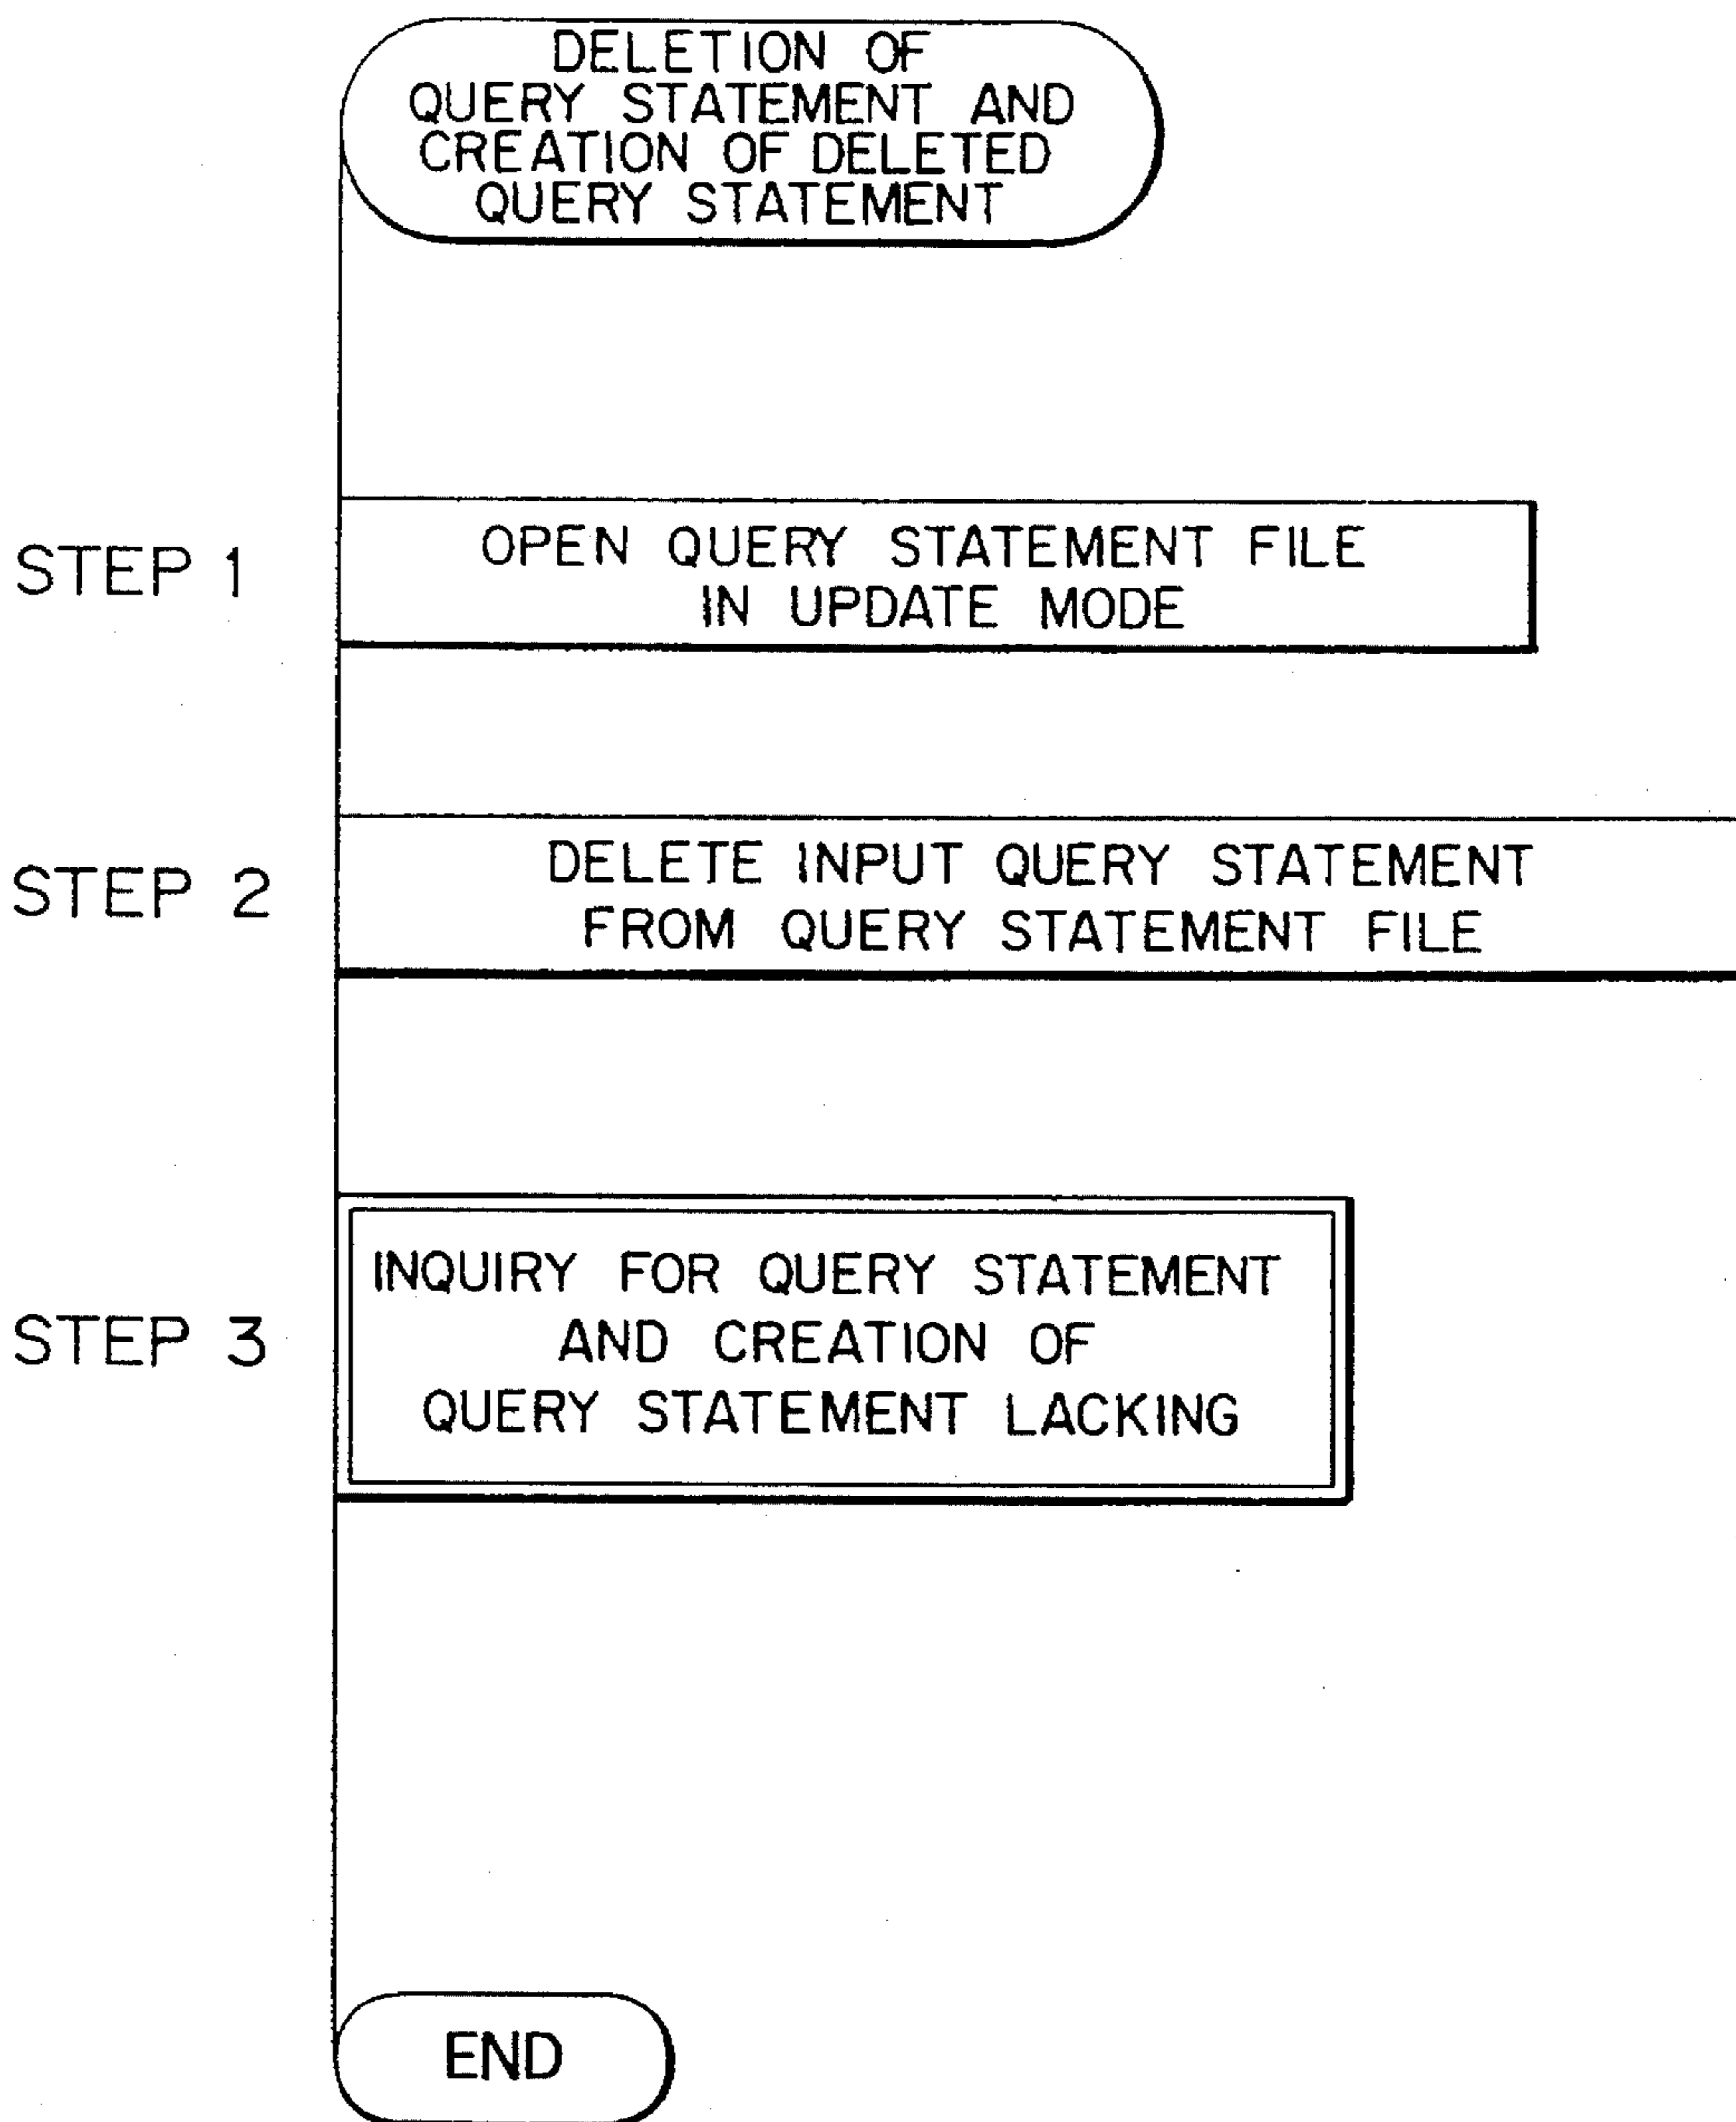 DELETION OF
QUERY STATEMENT AND
CREATION OF DELETED
QUERY STATEMENT
STEP 1
OPEN QUERY STATEMENT FILE
IN UPDATE MODE
STEP 2
DELETE INPUT QUERY STATEMENT
FROM QUERY STATEMENT FILE
STEP 3
INQUIRY FOR QUERY STATEMENT
AND CREATION OF
QUERY STATEMENT LACKING
END